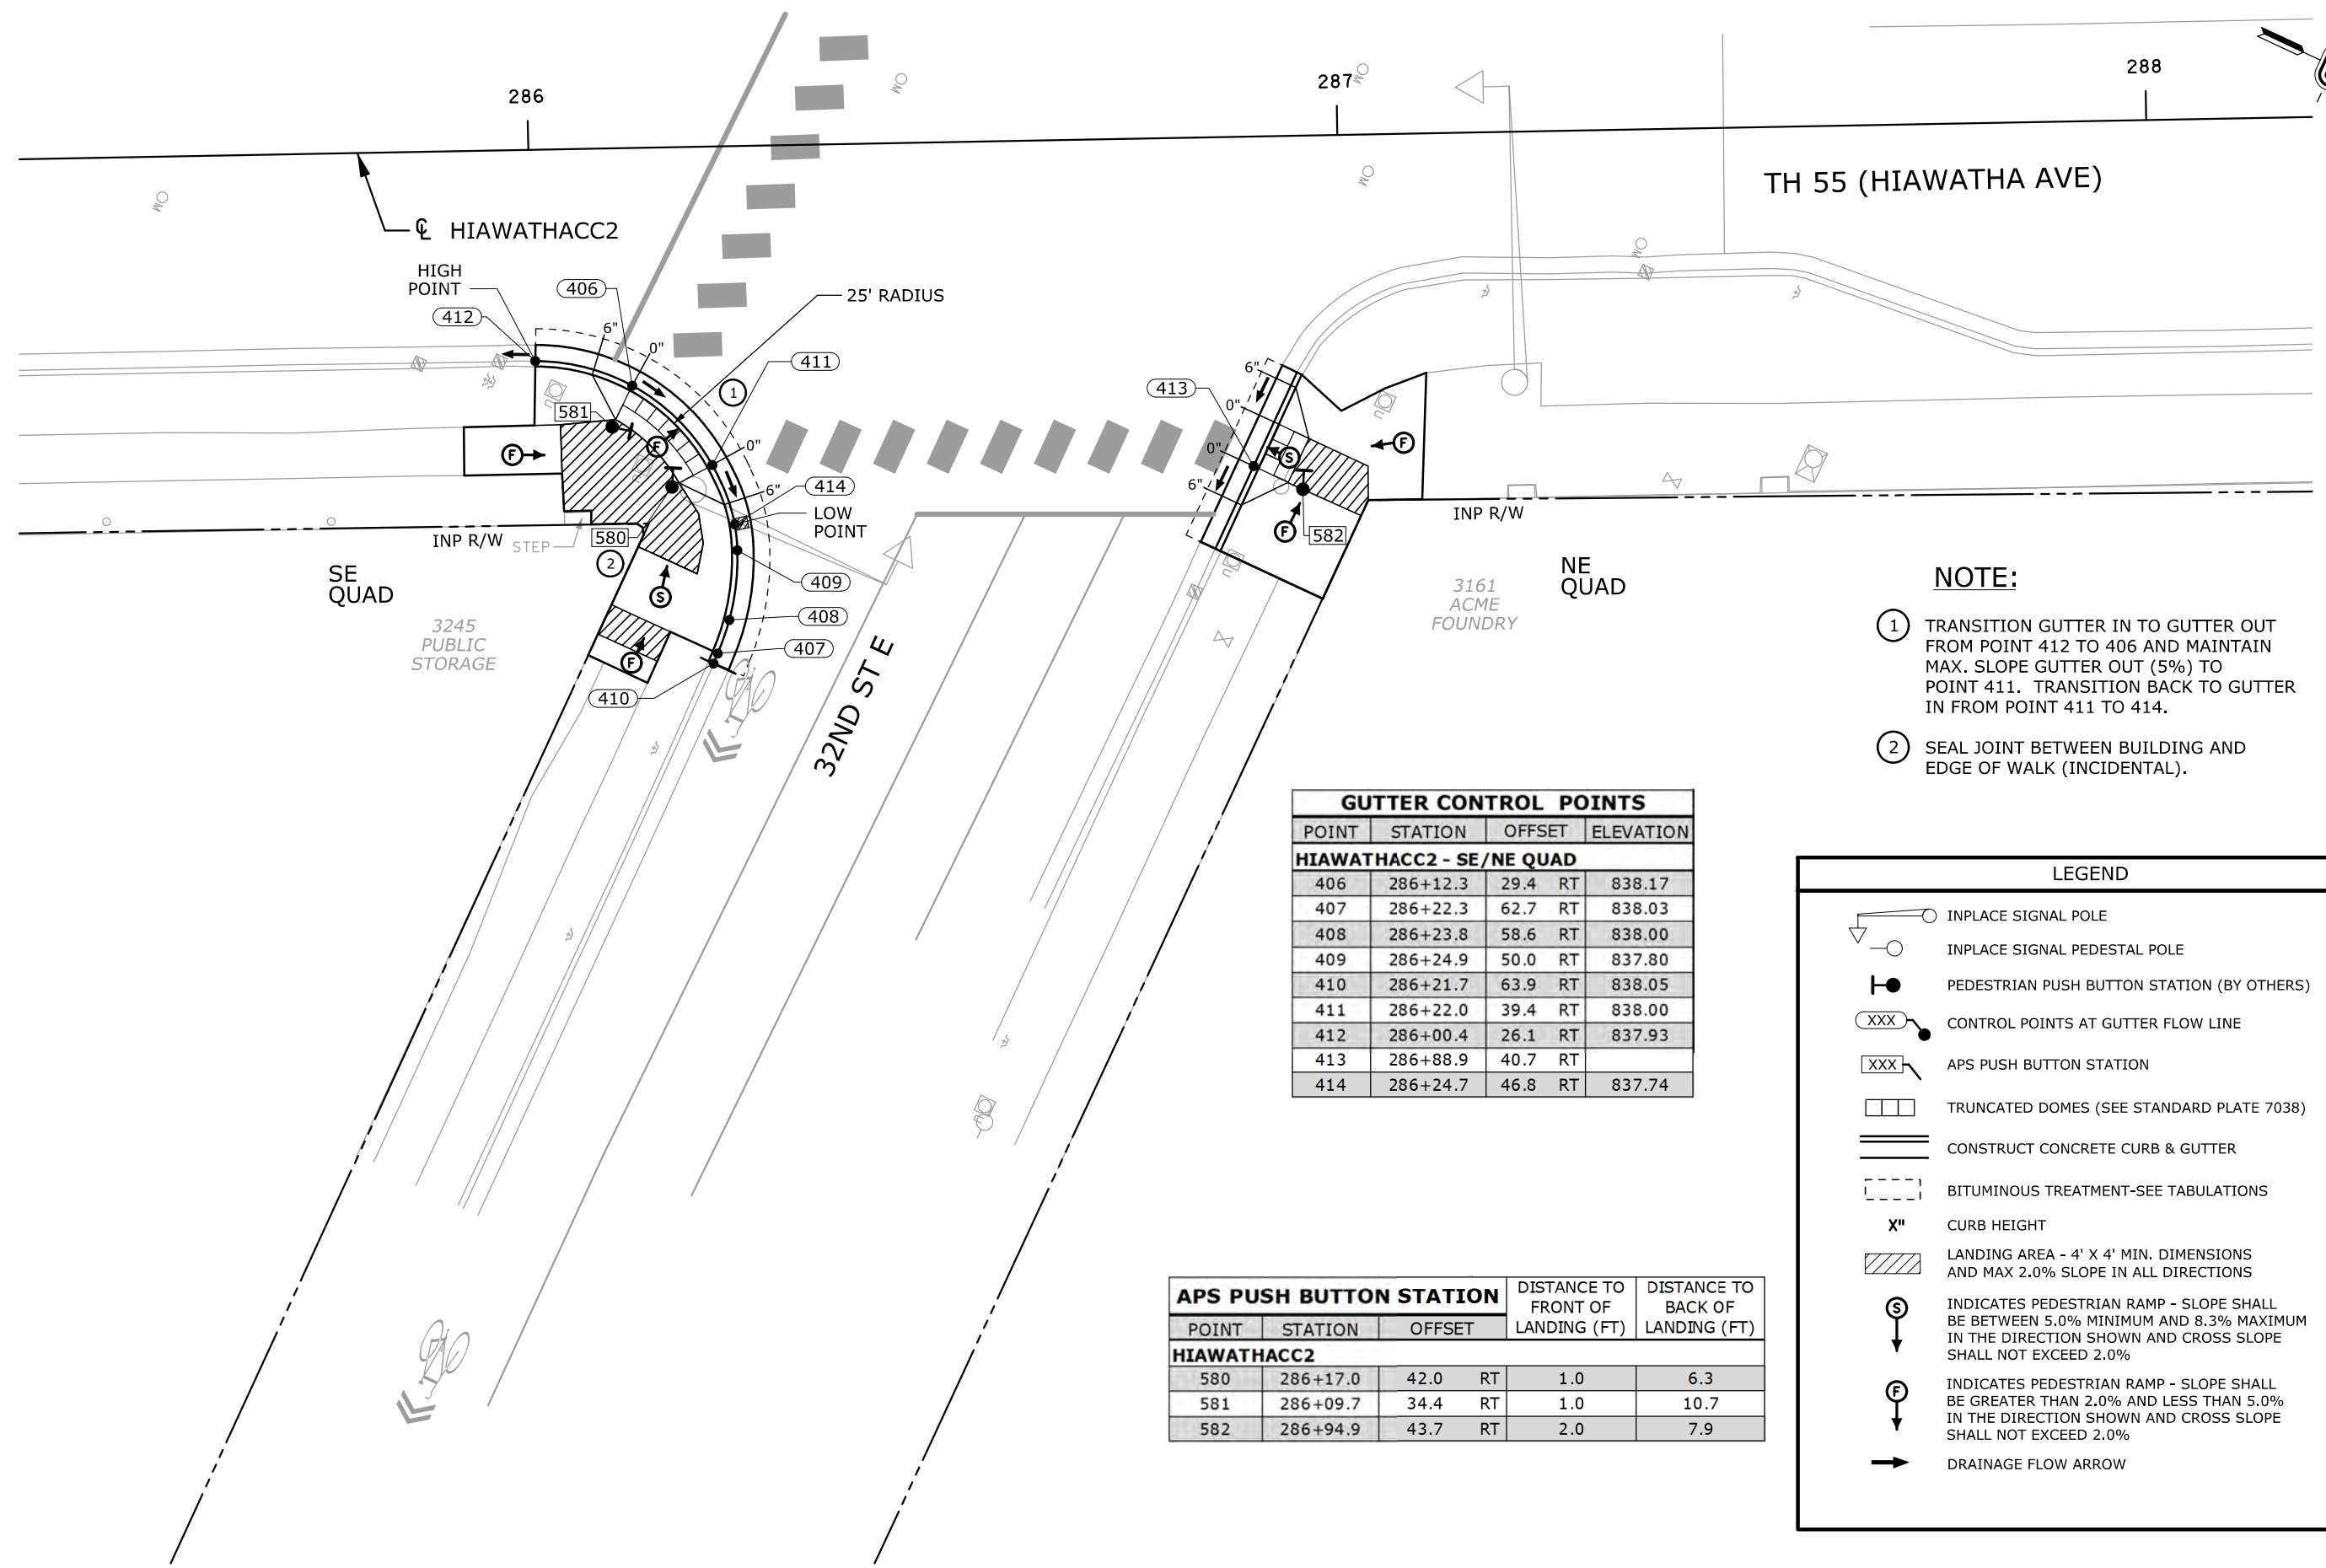 286
287
288
TH 55 (HIAWATHA AVE)
℄ HIAWATHACC2
HIGH
POINT
406
412
6"
0"
25' RADIUS
1
411
581
F
F
0"
6"
414
LOW
POINT
580
2
INP R/W
STEP
SE
QUAD
S
409
408
407
F
410
3245
PUBLIC
STORAGE
32ND ST E
413
6"
0"
0"
6"
S
F
F
582
INP R/W
NE
QUAD
3161
ACME
FOUNDRY
NOTE:
1 TRANSITION GUTTER IN TO GUTTER OUT
FROM POINT 412 TO 406 AND MAINTAIN
MAX. SLOPE GUTTER OUT (5%) TO
POINT 411. TRANSITION BACK TO GUTTER
IN FROM POINT 411 TO 414.
2 SEAL JOINT BETWEEN BUILDING AND
EDGE OF WALK (INCIDENTAL).
GUTTER CONTROL POINTS
POINT STATION OFFSET ELEVATION
HIAWATHACC2 - SE/NE QUAD
406 286+12.3 29.4 RT 838.17
407 286+22.3 62.7 RT 838.03
408 286+23.8 58.6 RT 838.00
409 286+24.9 50.0 RT 837.80
410 286+21.7 63.9 RT 838.05
411 286+22.0 39.4 RT 838.00
412 286+00.4 26.1 RT 837.93
413 286+88.9 40.7 RT
414 286+24.7 46.8 RT 837.74
APS PUSH BUTTON STATION
DISTANCE TO
FRONT OF
LANDING (FT)
DISTANCE TO
BACK OF
LANDING (FT)
POINT STATION OFFSET
HIAWATHACC2
580 286+17.0 42.0 RT 1.0 6.3
581 286+09.7 34.4 RT 1.0 10.7
582 286+94.9 43.7 RT 2.0 7.9
LEGEND
INPLACE SIGNAL POLE
INPLACE SIGNAL PEDESTAL POLE
PEDESTRIAN PUSH BUTTON STATION (BY OTHERS)
XXX CONTROL POINTS AT GUTTER FLOW LINE
XXX APS PUSH BUTTON STATION
TRUNCATED DOMES (SEE STANDARD PLATE 7038)
CONSTRUCT CONCRETE CURB & GUTTER
BITUMINOUS TREATMENT-SEE TABULATIONS
X" CURB HEIGHT
LANDING AREA - 4' X 4' MIN. DIMENSIONS
AND MAX 2.0% SLOPE IN ALL DIRECTIONS
S INDICATES PEDESTRIAN RAMP - SLOPE SHALL
BE BETWEEN 5.0% MINIMUM AND 8.3% MAXIMUM
IN THE DIRECTION SHOWN AND CROSS SLOPE
SHALL NOT EXCEED 2.0%
F INDICATES PEDESTRIAN RAMP - SLOPE SHALL
BE GREATER THAN 2.0% AND LESS THAN 5.0%
IN THE DIRECTION SHOWN AND CROSS SLOPE
SHALL NOT EXCEED 2.0%
DRAINAGE FLOW ARROW